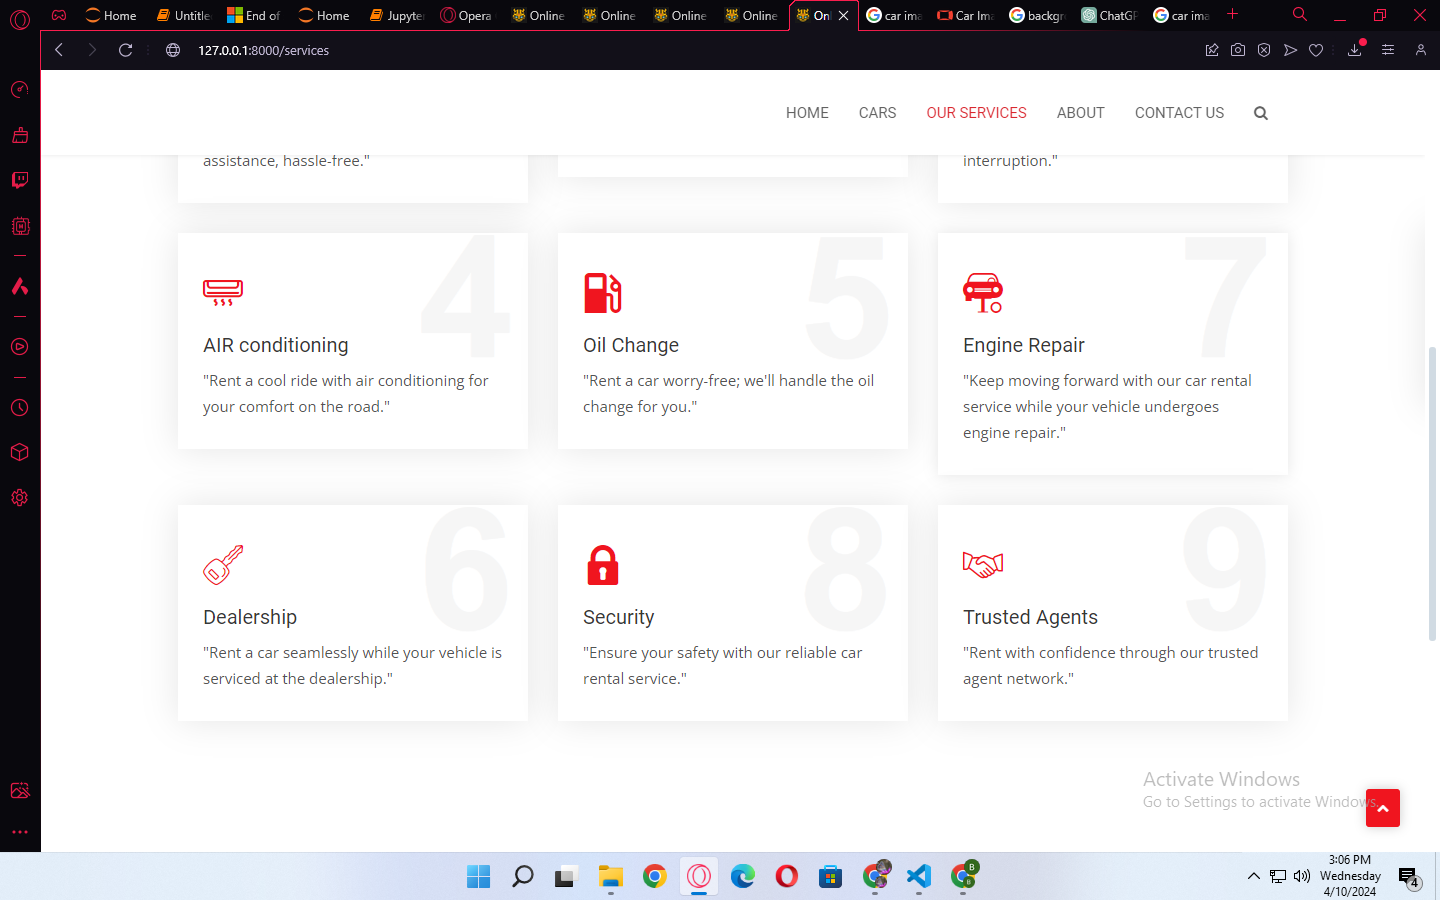 Home
Untitle
End of
Home
Jupyter
Opera
Online
Online
Online
Online
Onl
car ima
Car Ima
backgr
ChatGP
car ima
127.0.0.1:8000/services
HOME CARS OUR SERVICES ABOUT CONTACT US
assistance, hassle-free."
interruption."
4
AIR conditioning
"Rent a cool ride with air conditioning for
your comfort on the road."
5
Oil Change
"Rent a car worry-free; we'll handle the oil
change for you."
7
Engine Repair
"Keep moving forward with our car rental
service while your vehicle undergoes
engine repair."
6
Dealership
"Rent a car seamlessly while your vehicle is
serviced at the dealership."
8
Security
"Ensure your safety with our reliable car
rental service."
9
Trusted Agents
"Rent with confidence through our trusted
agent network."
Activate Windows
Go to Settings to activate Windows.
B
8
3:06 PM
Wednesday
4/10/2024
4